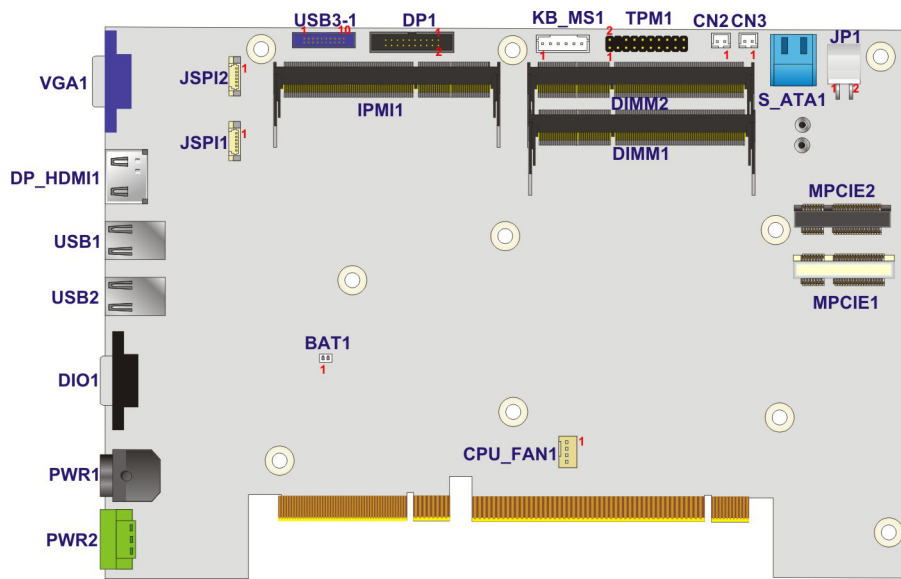 USB3-1
DP1
KB_MS1
TPM1
CN2
CN3
JP1
1
10
1
2
1
2
1
1
1
1
2
VGA1
JSPI2
1
IPMI1
DIMM2
S_ATA1
JSPI1
1
DIMM1
DP_HDMI1
MPCIE2
USB1
USB2
MPCIE1
BAT1
1
DIO1
CPU_FAN1
1
PWR1
PWR2